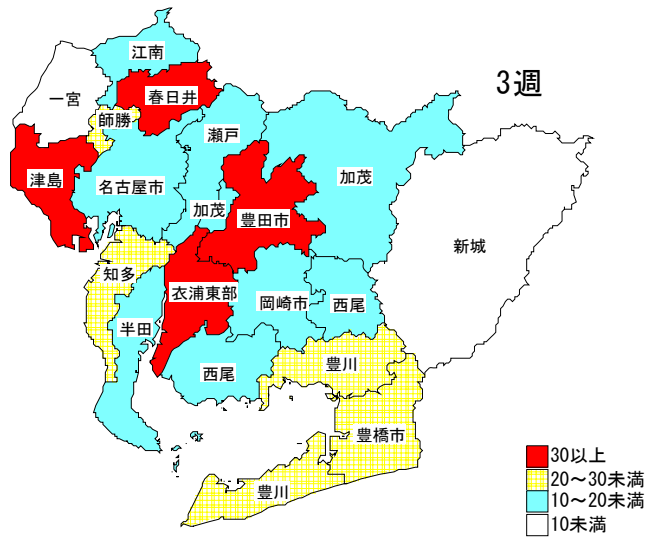 江南
3週
一宮
春日井
師勝
瀬戸
津島
名古屋市
加茂
加茂
豊田市
新城
知多
衣浦東部
岡崎市
西尾
半田
西尾
豊川
豊橋市
豊川
30以上
20～30未満
10～20未満
10未満